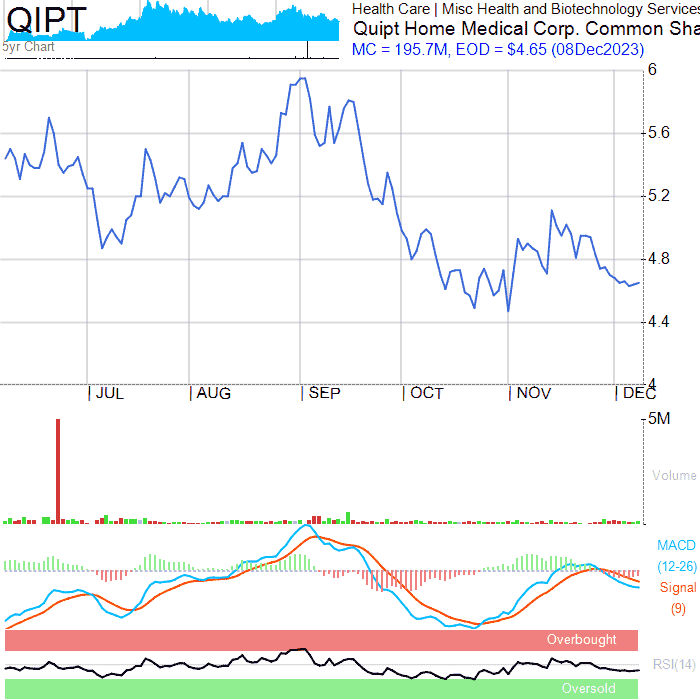 QIPT
5yr Chart
Health Care | Misc Health and Biotechnology Services
Quipt Home Medical Corp. Common Sha
MC = 195.7M, EOD = $4.65 (08Dec2023)
6
5.6
5.2
4.8
4.4
4
JUL AUG SEP OCT NOV DEC
5M
Volume
MACD
(12-26)
Signal
(9)
Overbought
RSI(14)
Oversold